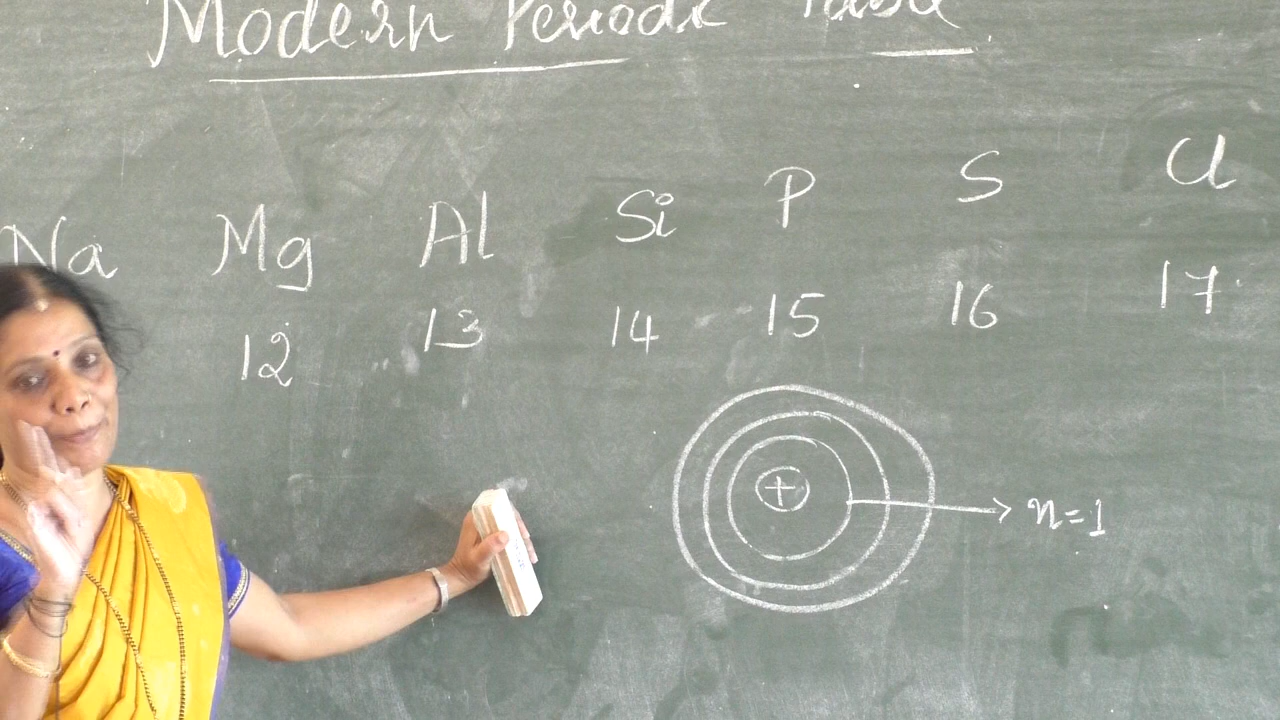 Modern Periodic Table
Na Mg Al Si P S Cl
12 13 14 15 16 17
+
n=1